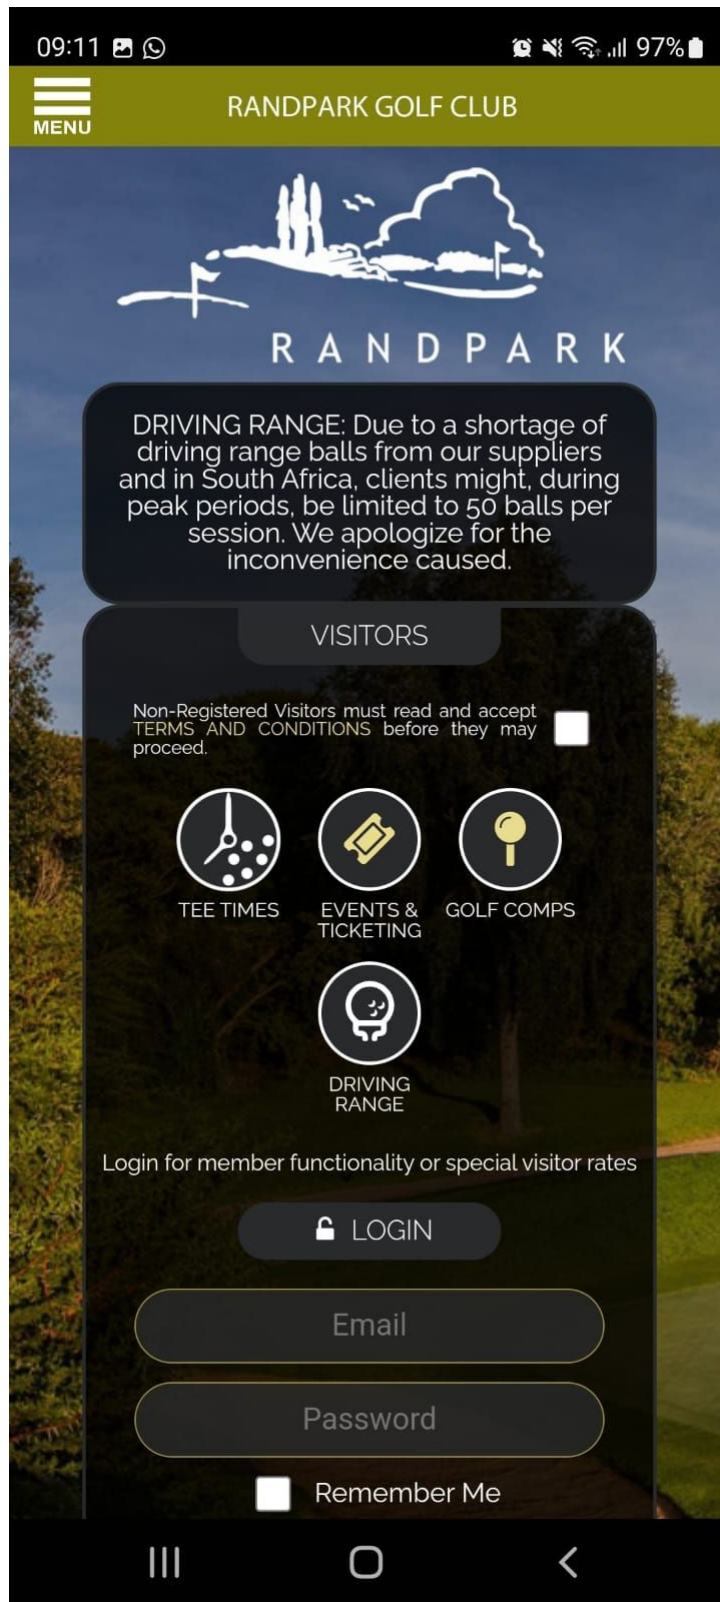 09:11 97%
MENU RANDPARK GOLF CLUB
RANDPARK
DRIVING RANGE: Due to a shortage of
driving range balls from our suppliers
and in South Africa, clients might, during
peak periods, be limited to 50 balls per
session. We apologize for the
inconvenience caused.
VISITORS
Non-Registered Visitors must read and accept
TERMS AND CONDITIONS before they may
proceed.
TEE TIMES EVENTS & GOLF COMPS
TICKETING
DRIVING
RANGE
Login for member functionality or special visitor rates
LOGIN
Email
Password
Remember Me